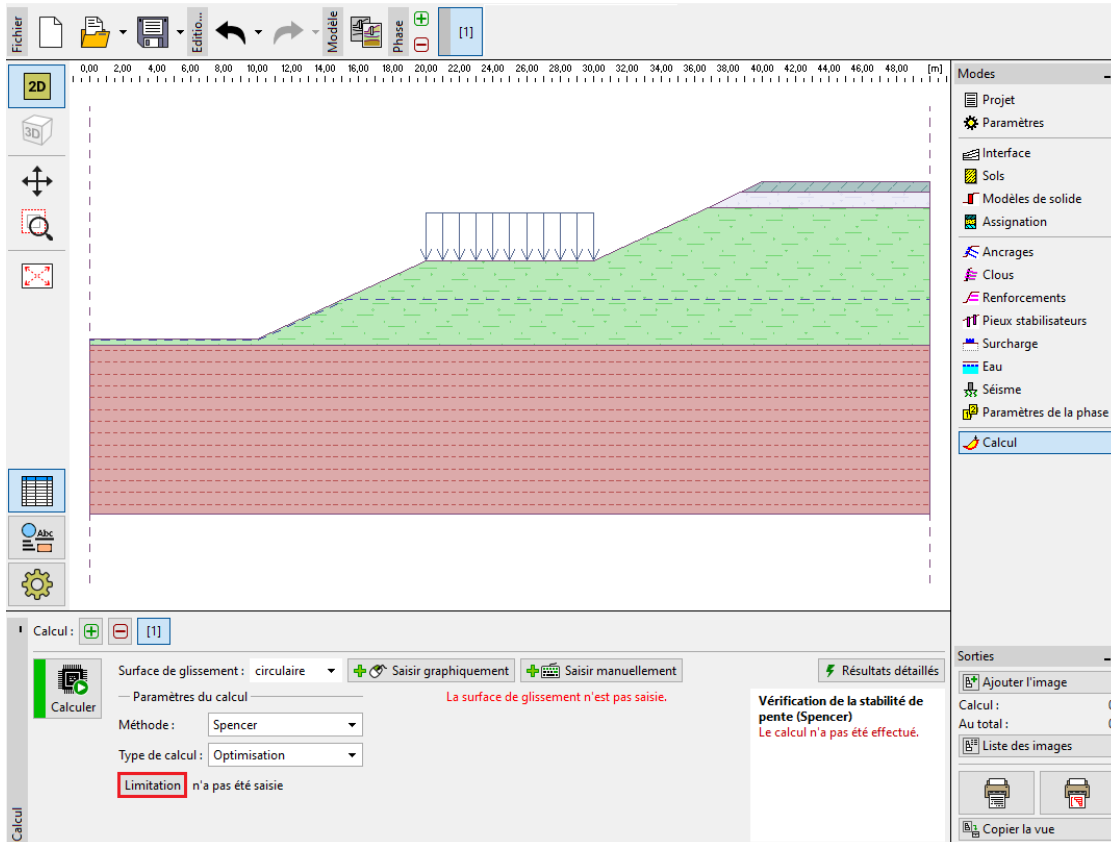 Fichier
Editio...
Modèle
Phase
[1]
2D
3D
0,00 2,00 4,00 6,00 8,00 10,00 12,00 14,00 16,00 18,00 20,00 22,00 24,00 26,00 28,00 30,00 32,00 34,00 36,00 38,00 40,00 42,00 44,00 46,00 48,00 [m]
Modes
Projet
Paramètres
Interface
Sols
Modèles de solide
Assignation
Ancrages
Clous
Renforcements
Pieux stabilisateurs
Surcharge
Eau
Séisme
Paramètres de la phase
Calcul
Abc
Calcul : [1]
Calculer
Surface de glissement : circulaire Saisir graphiquement Saisir manuellement Résultats détaillés
Paramètres du calcul
La surface de glissement n'est pas saisie.
Méthode : Spencer
Type de calcul : Optimisation
Limitation n'a pas été saisie
Vérification de la stabilité de
pente (Spencer)
Le calcul n'a pas été effectué.
Calcul
Sorties
Ajouter l'image
Calcul :
Au total :
Liste des images
Copier la vue